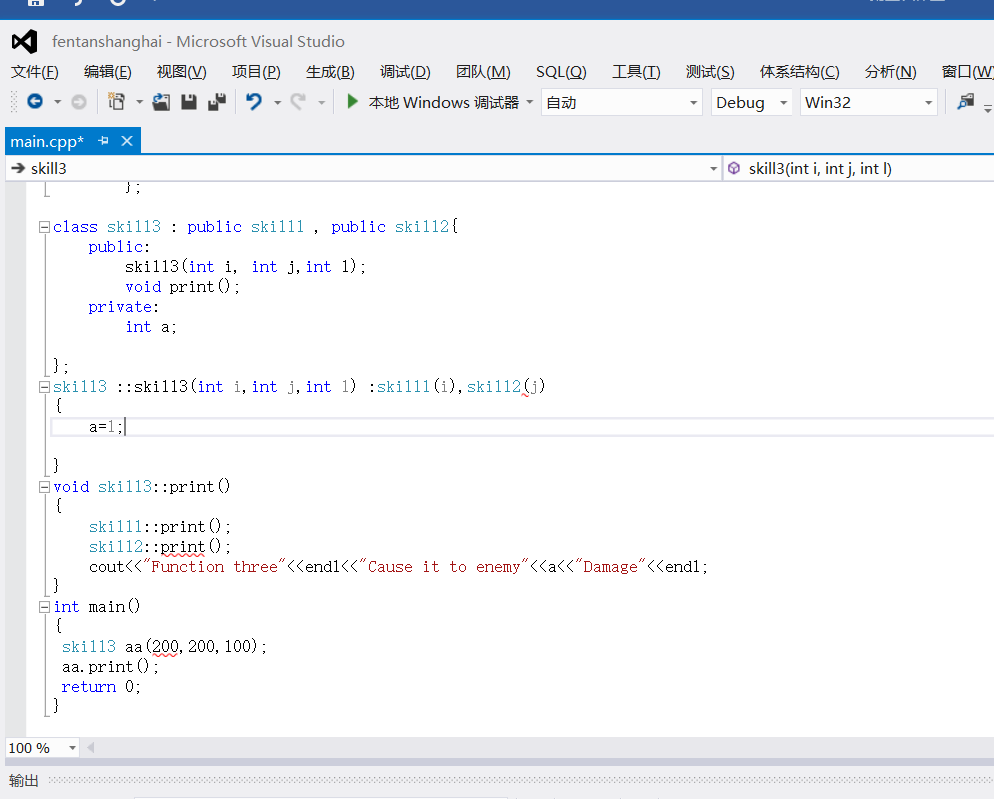 fentanshanghai - Microsoft Visual Studio
文件(F) 编辑(E) 视图(V) 项目(P) 生成(B) 调试(D) 团队(M) SQL(Q) 工具(T) 测试(S) 体系结构(C) 分析(N) 窗口(W)
本地 Windows 调试器 自动 Debug Win32
main.cpp*
skill3 skill3(int i, int j, int l)
};
class skill3 : public skill1 , public skill2{
public:
skill3(int i, int j,int l);
void print();
private:
int a;
};
skill3 ::skill3(int i,int j,int l) :skill1(i),skill2(j)
{
a=l;
}
void skill3::print()
{
skill1::print();
skill2::print();
cout<<"Function three"<<endl<<"Cause it to enemy"<<a<<"Damage"<<endl;
}
int main()
{
skill3 aa(200,200,100);
aa.print();
return 0;
}
100 %
输出